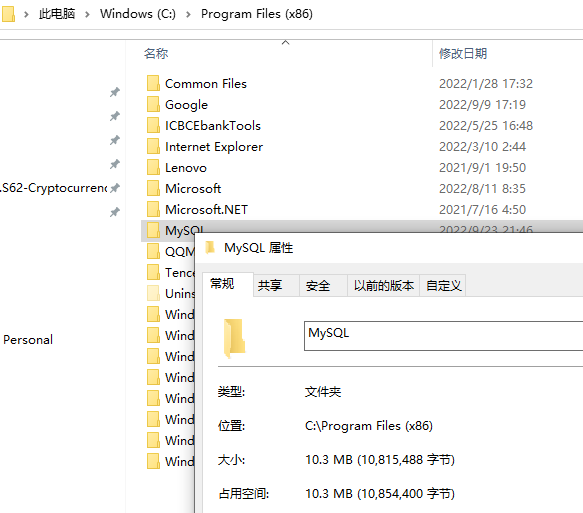 此电脑 > Windows (C:) > Program Files (x86)
名称 修改日期
Common Files 2022/1/28 17:32
Google 2022/9/9 17:19
ICBCEbankTools 2022/5/25 16:48
Internet Explorer 2022/3/10 2:44
Lenovo 2021/9/1 19:50
.S62-Cryptocurrenc
Microsoft 2022/8/11 8:35
Microsoft.NET 2021/7/16 4:50
MySQL 2022/9/23 21:46
QQM
Tence
Unins
Wind
Wind
Personal
Wind
Wind
Wind
Wind
Wind
Wind
MySQL 属性
常规 共享 安全 以前的版本 自定义
MySQL
类型: 文件夹
位置: C:\Program Files (x86)
大小: 10.3 MB (10,815,488 字节)
占用空间: 10.3 MB (10,854,400 字节)